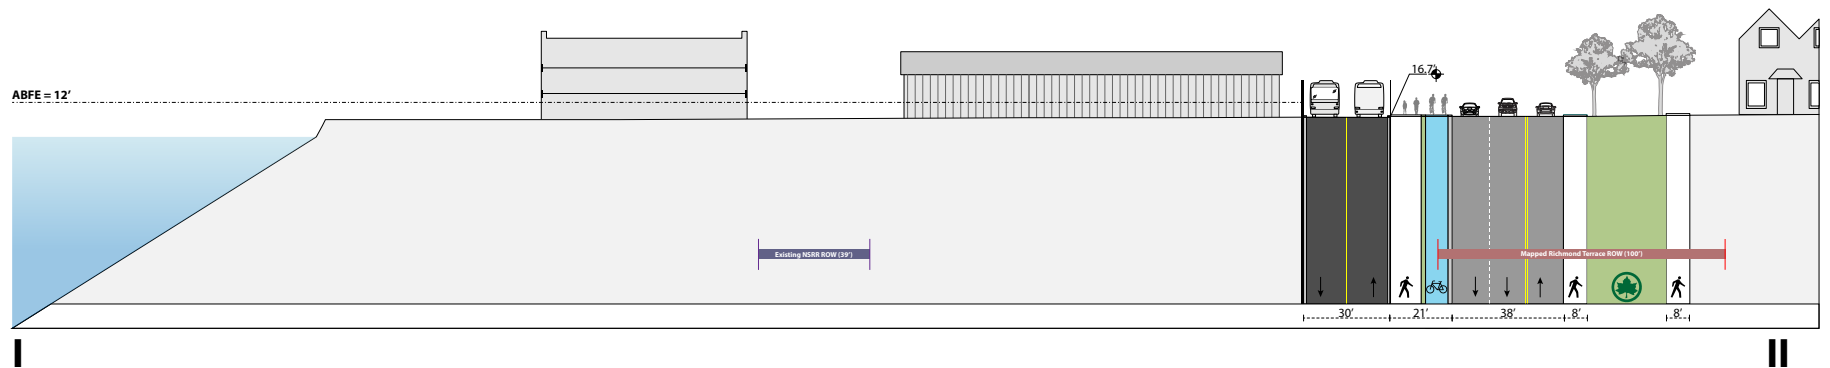 16.7'
ABFE = 12'
Existing NSRR ROW (39')
Mapped Richmond Terrace ROW (100')
30'
21'
38'
8'
8'
I
II